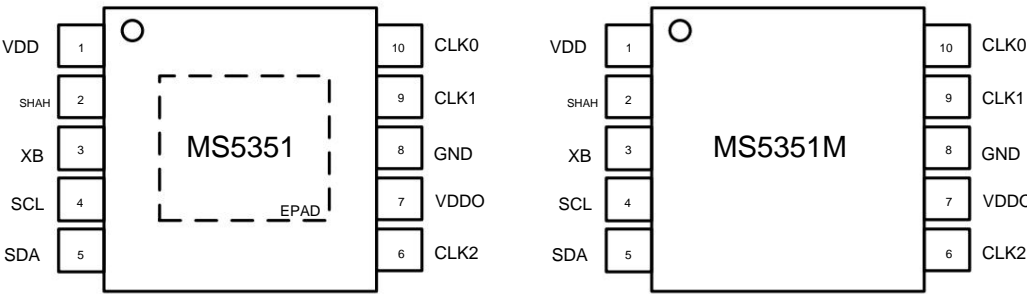 VDD 1 10 CLK0
SHAH 2 9 CLK1
XB 3 MS5351 8 GND
SCL 4 7 VDDO
EPAD
SDA 5 6 CLK2
VDD 1 10 CLK0
SHAH 2 9 CLK1
XB 3 MS5351M 8 GND
SCL 4 7 VDDO
SDA 5 6 CLK2